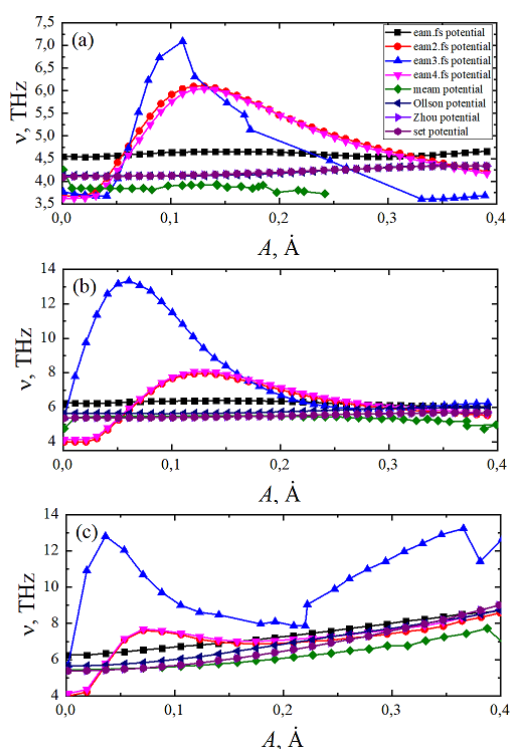 (a)
ν, THz
7,5
7,0
6,5
6,0
5,5
5,0
4,5
4,0
3,5
eam.fs potential
eam2.fs potential
eam3.fs potential
eam4.fs potential
meam potential
Ollson potential
Zhou potential
set potential
0,0 0,1 0,2 0,3 0,4
A, Å
(b)
ν, THz
14
12
10
8
6
4
0,0 0,1 0,2 0,3 0,4
A, Å
(c)
ν, THz
14
12
10
8
6
4
0,0 0,1 0,2 0,3 0,4
A, Å